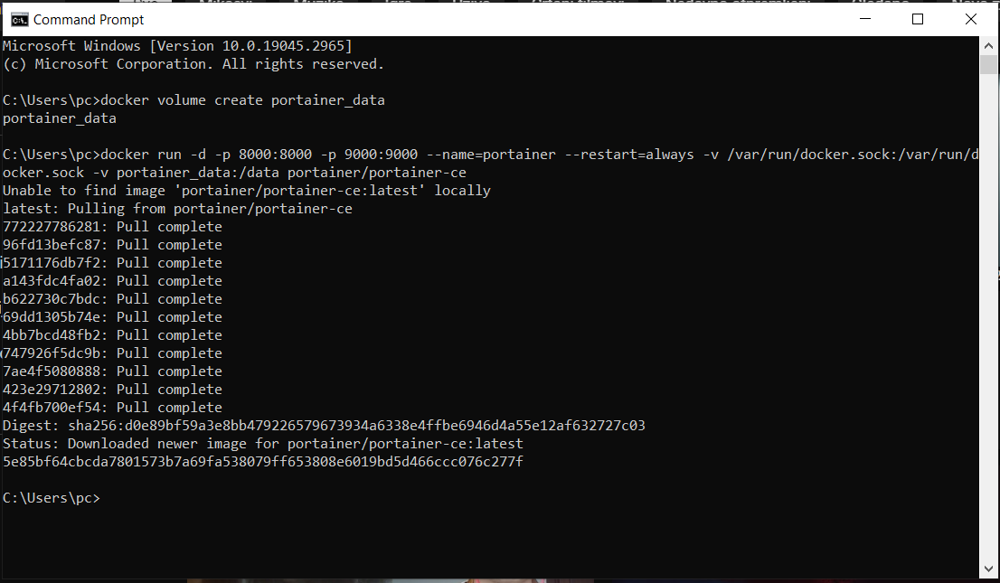 Command Prompt
Microsoft Windows [Version 10.0.19045.2965]
(c) Microsoft Corporation. All rights reserved.
C:\Users\pc>docker volume create portainer_data
portainer_data
C:\Users\pc>docker run -d -p 8000:8000 -p 9000:9000 --name=portainer --restart=always -v /var/run/docker.sock:/var/run/d
ocker.sock -v portainer_data:/data portainer/portainer-ce
Unable to find image 'portainer/portainer-ce:latest' locally
latest: Pulling from portainer/portainer-ce
772227786281: Pull complete
96fd13befc87: Pull complete
5171176db7f2: Pull complete
a143fdc4fa02: Pull complete
b622730c7bdc: Pull complete
69dd1305b74e: Pull complete
4bb7bcd48fb2: Pull complete
747926f5dc9b: Pull complete
7ae4f5080888: Pull complete
423e29712802: Pull complete
4f4fb700ef54: Pull complete
Digest: sha256:d0e89bf59a3e8bb479226579673934a6338e4ffbe6946d4a55e12af632727c03
Status: Downloaded newer image for portainer/portainer-ce:latest
5e85bf64cbcda7801573b7a69fa538079ff653808e6019bd5d466ccc076c277f
C:\Users\pc>